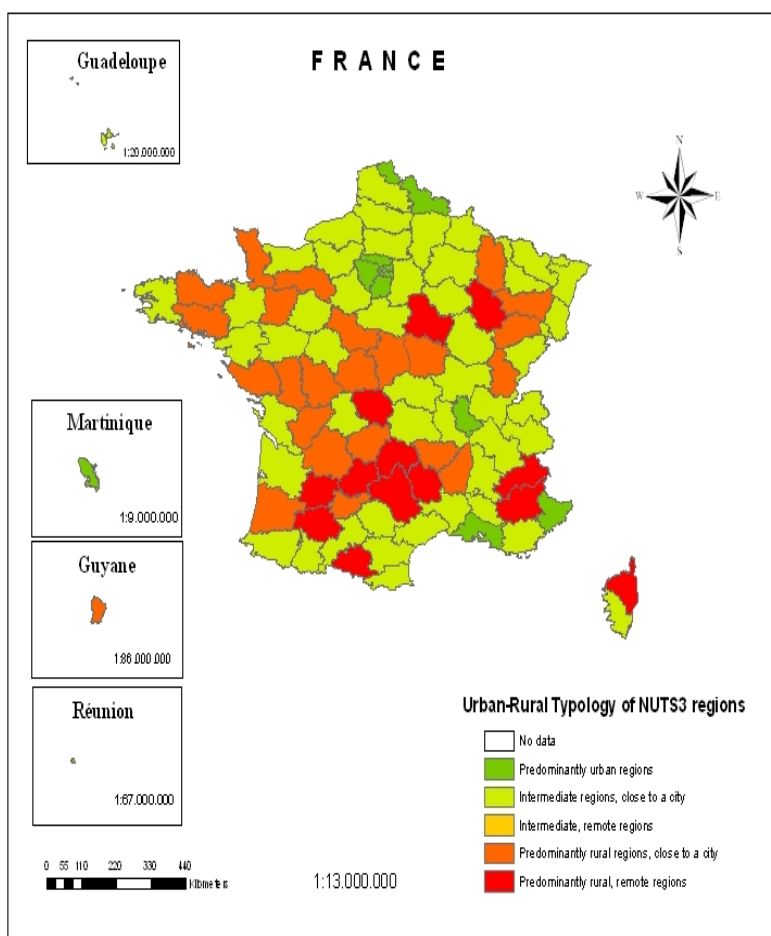 Guadeloupe
1:20.000.000
FRANCE
N
W
E
S
Martinique
1:9.000.000
Guyane
1:86.000.000
Réunion
1:67.000.000
0 55 110 220 330 440
Kilometers
1:13.000.000
Urban-Rural Typology of NUTS3 regions
No data
Predominantly urban regions
Intermediate regions, close to a city
Intermediate, remote regions
Predominantly rural regions, close to a city
Predominantly rural, remote regions